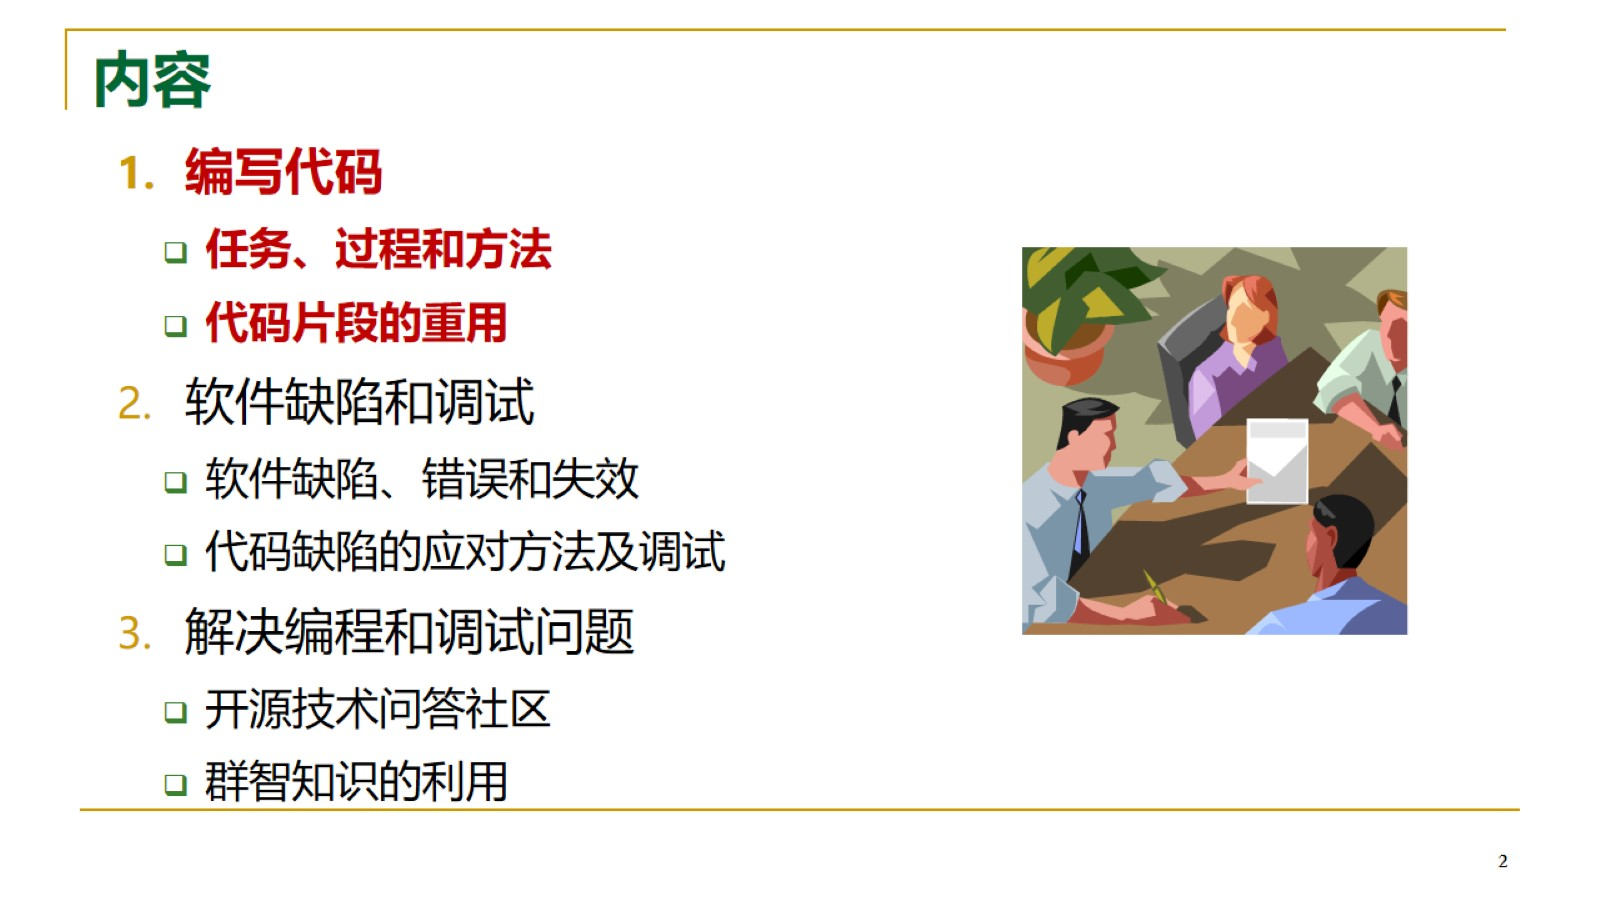 内容
1. 编写代码
❑ 任务、过程和方法
❑ 代码片段的重用
2. 软件缺陷和调试
❑ 软件缺陷、错误和失效
❑ 代码缺陷的应对方法及调试
3. 解决编程和调试问题
❑ 开源技术问答社区
❑ 群智知识的利用
2